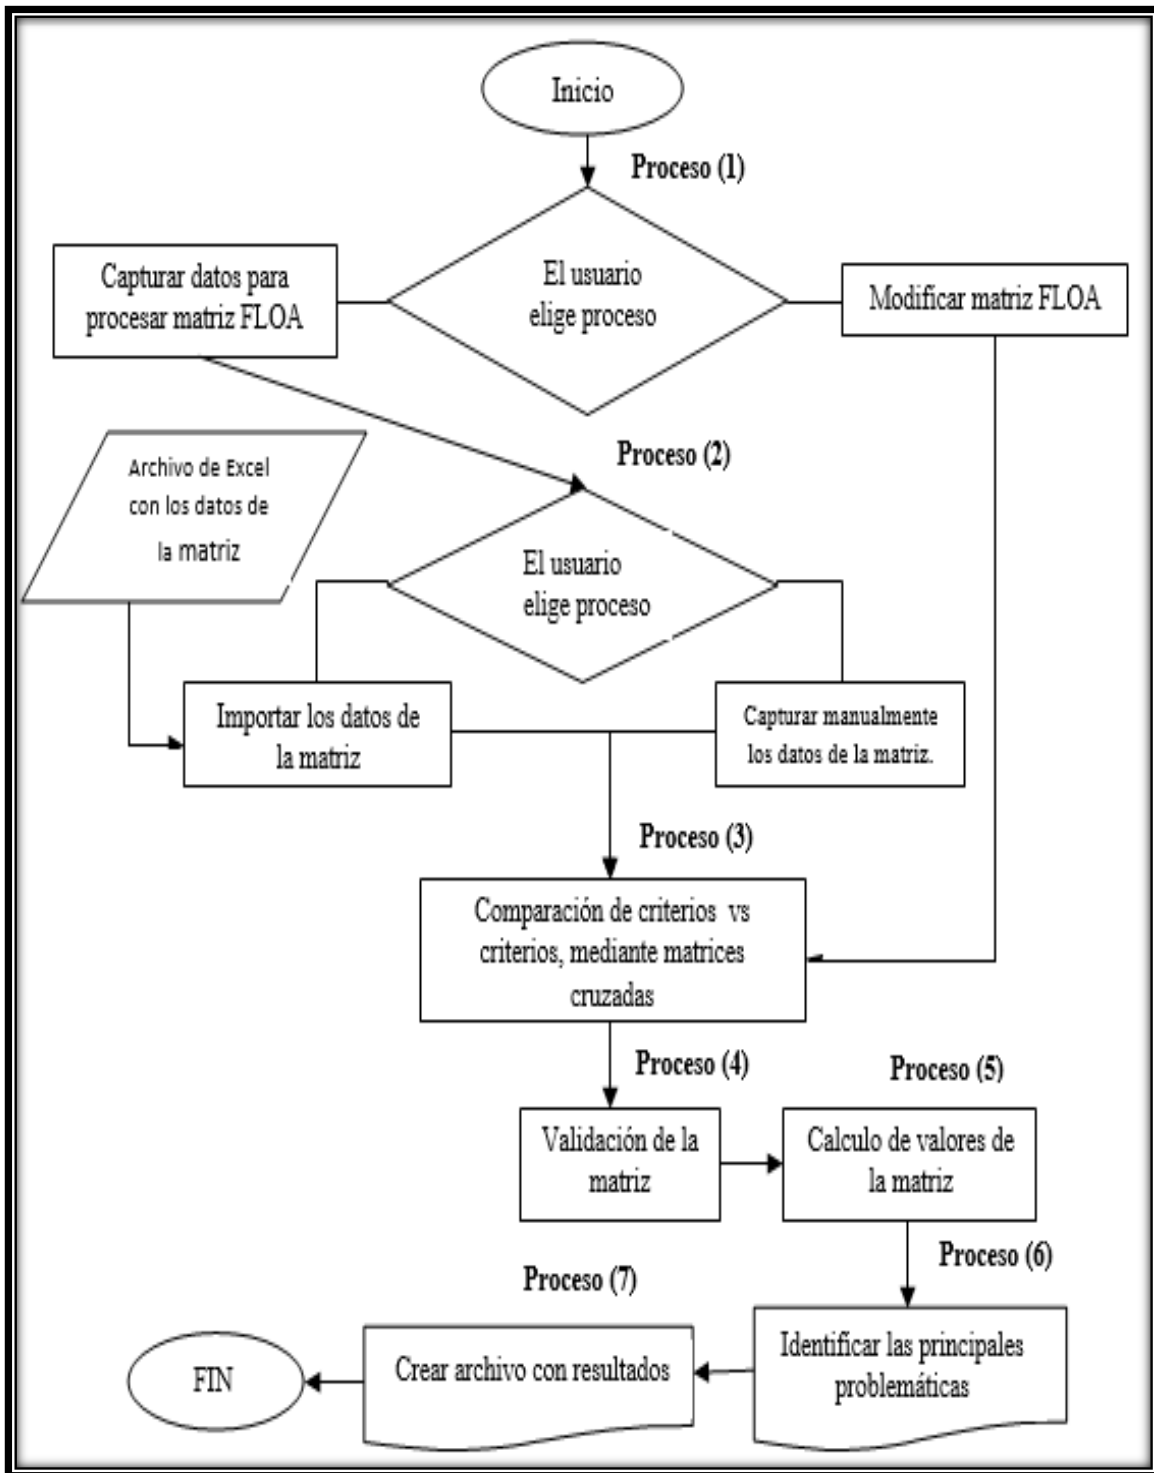 Inicio
Proceso (1)
El usuario
elige proceso
Capturar datos para
procesar matriz FLOA
Modificar matriz FLOA
Proceso (2)
Archivo de Excel
con los datos de
la matriz
El usuario
elige proceso
Importar los datos de
la matriz
Capturar manualmente
los datos de la matriz.
Proceso (3)
Comparación de criterios vs
criterios, mediante matrices
cruzadas
Proceso (4)
Validación de la
matriz
Proceso (5)
Calculo de valores de
la matriz
Proceso (6)
Identificar las principales
problemáticas
Proceso (7)
Crear archivo con resultados
FIN